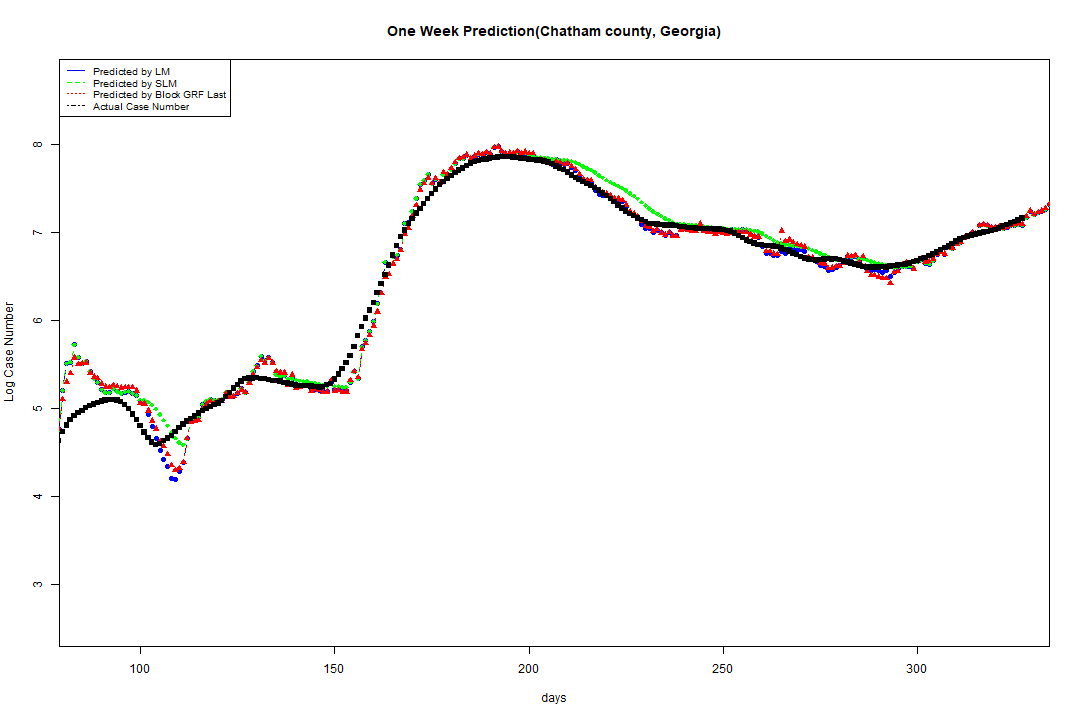 One Week Prediction(Chatham county, Georgia)
Predicted by LM
Predicted by SLM
Predicted by Block GRF Last
Actual Case Number
8
7
6
5
4
3
Log Case Number
100 150 200 250 300
days